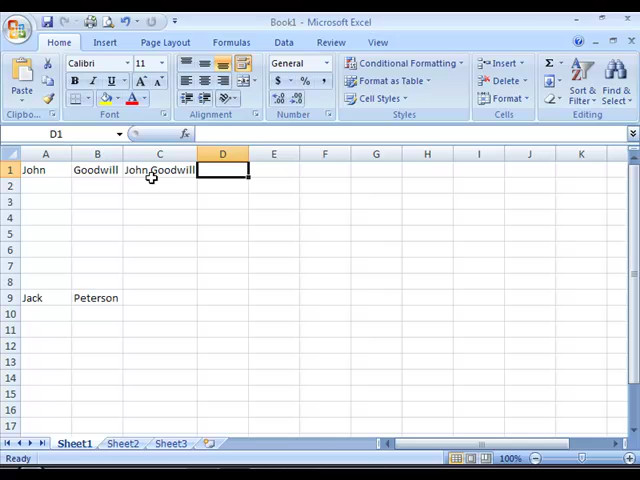 Book1 - Microsoft Excel
Home Insert Page Layout Formulas Data Review View
Paste
Clipboard
Calibri 11
B I U A A
Font
Alignment
General
$ % ,
Number
Conditional Formatting
Format as Table
Cell Styles
Styles
Insert
Delete
Format
Cells
Σ
Sort &
Filter
Find &
Select
Editing
D1 fx
A B C D E F G H I J K
1 John Goodwill John Goodwill
2
3
4
5
6
7
8
9 Jack Peterson
10
11
12
13
14
15
16
17
Sheet1 Sheet2 Sheet3
Ready 100%